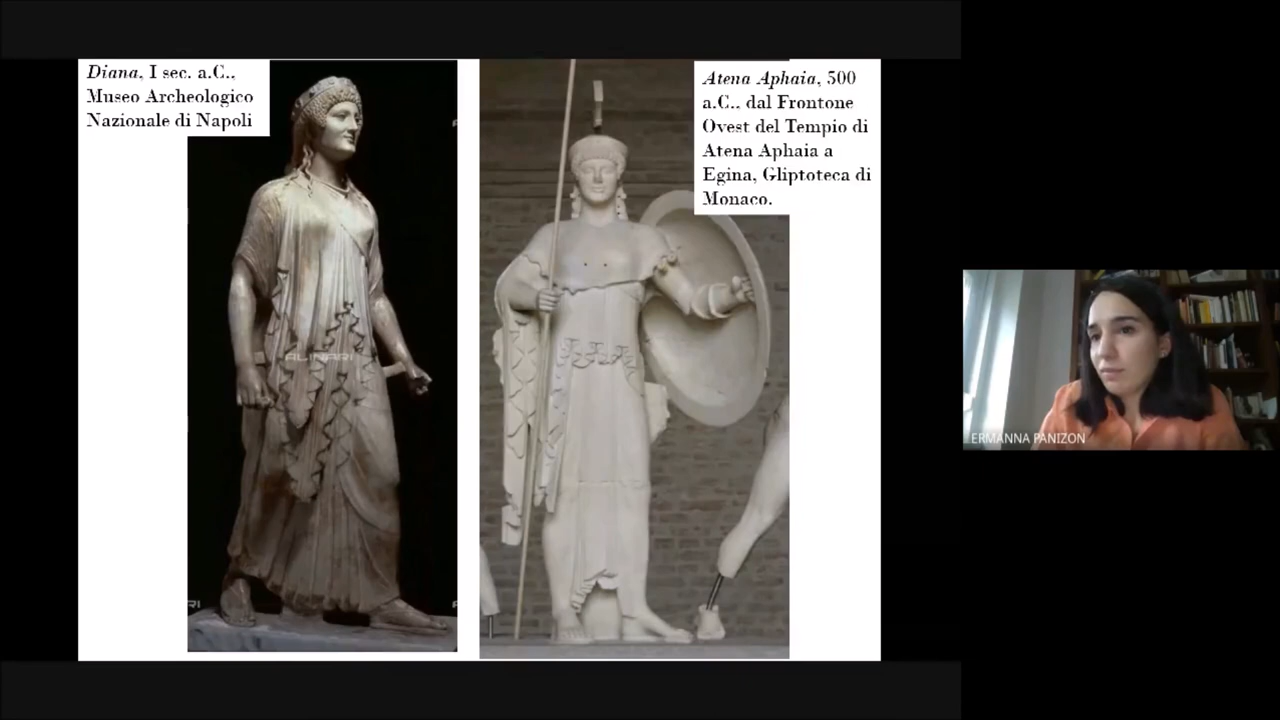 Diana, I sec. a.C.,
Museo Archeologico
Nazionale di Napoli
Atena Aphaia, 500
a.C., dal Frontone
Ovest del Tempio di
Atena Aphaia a
Egina, Gliptoteca di
Monaco.
ALINARI
RI
ERMANNA PANIZON